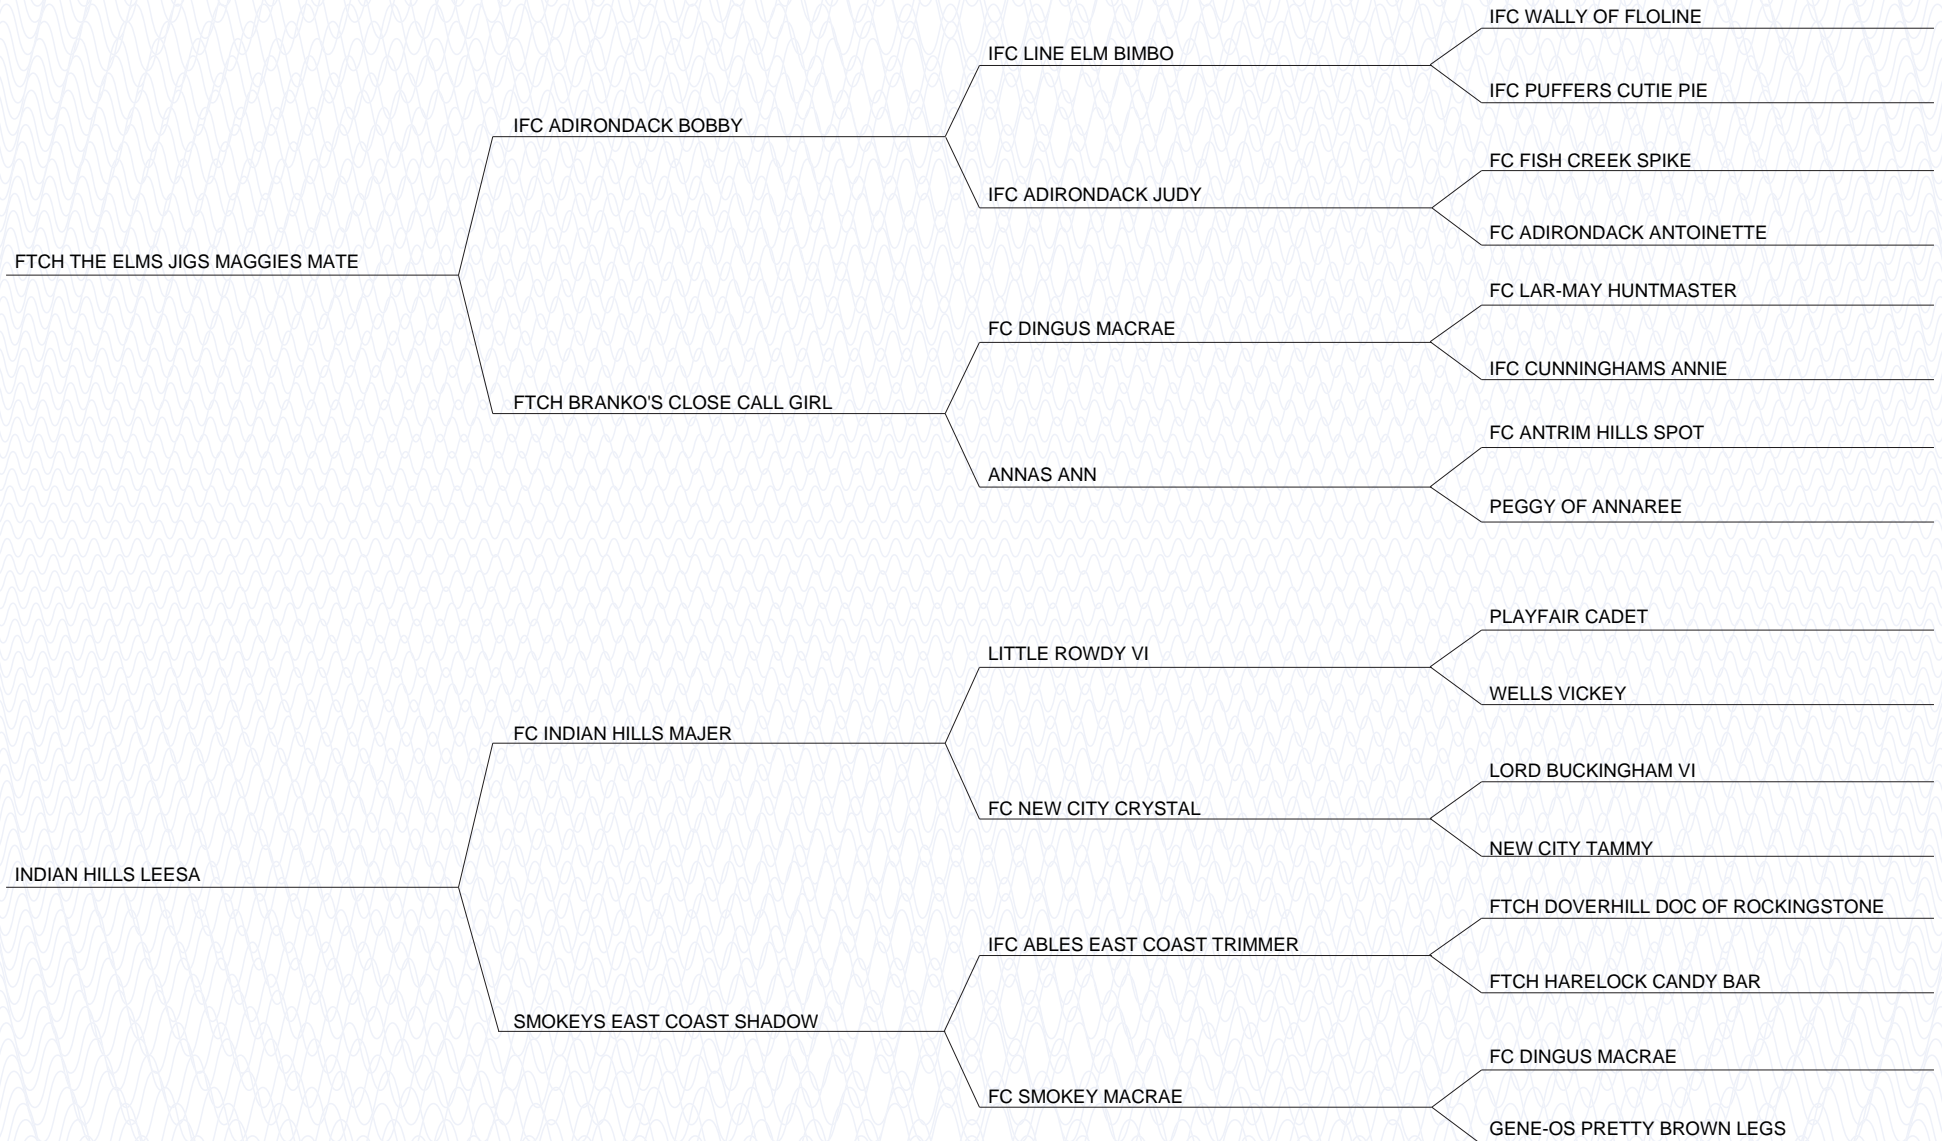 IFC WALLY OF FLOLINE
IFC LINE ELM BIMBO
IFC PUFFERS CUTIE PIE
IFC ADIRONDACK BOBBY
FC FISH CREEK SPIKE
IFC ADIRONDACK JUDY
FC ADIRONDACK ANTOINETTE
FTCH THE ELMS JIGS MAGGIES MATE
FC LAR-MAY HUNTMASTER
FC DINGUS MACRAE
IFC CUNNINGHAMS ANNIE
FTCH BRANKO'S CLOSE CALL GIRL
FC ANTRIM HILLS SPOT
ANNAS ANN
PEGGY OF ANNAREE
PLAYFAIR CADET
LITTLE ROWDY VI
WELLS VICKEY
FC INDIAN HILLS MAJER
LORD BUCKINGHAM VI
FC NEW CITY CRYSTAL
NEW CITY TAMMY
INDIAN HILLS LEESA
FTCH DOVERHILL DOC OF ROCKINGSTONE
IFC ABLES EAST COAST TRIMMER
FTCH HARELOCK CANDY BAR
SMOKEYS EAST COAST SHADOW
FC DINGUS MACRAE
FC SMOKEY MACRAE
GENE-OS PRETTY BROWN LEGS